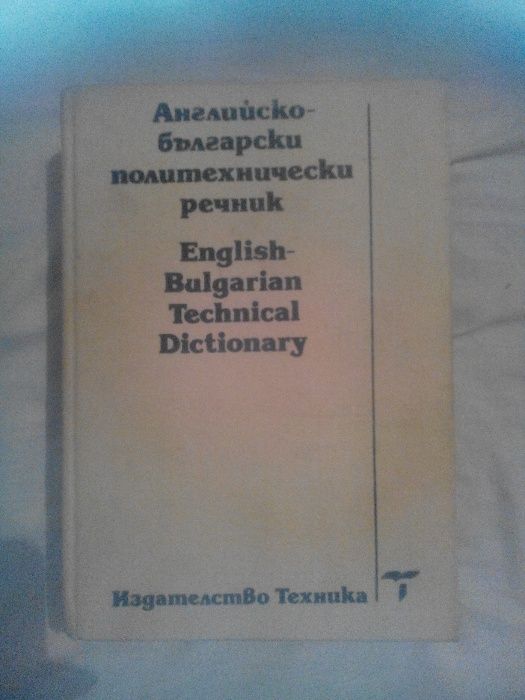 Английско-
български
политехнически
речник
English-
Bulgarian
Technical
Dictionary
Издателство Техника